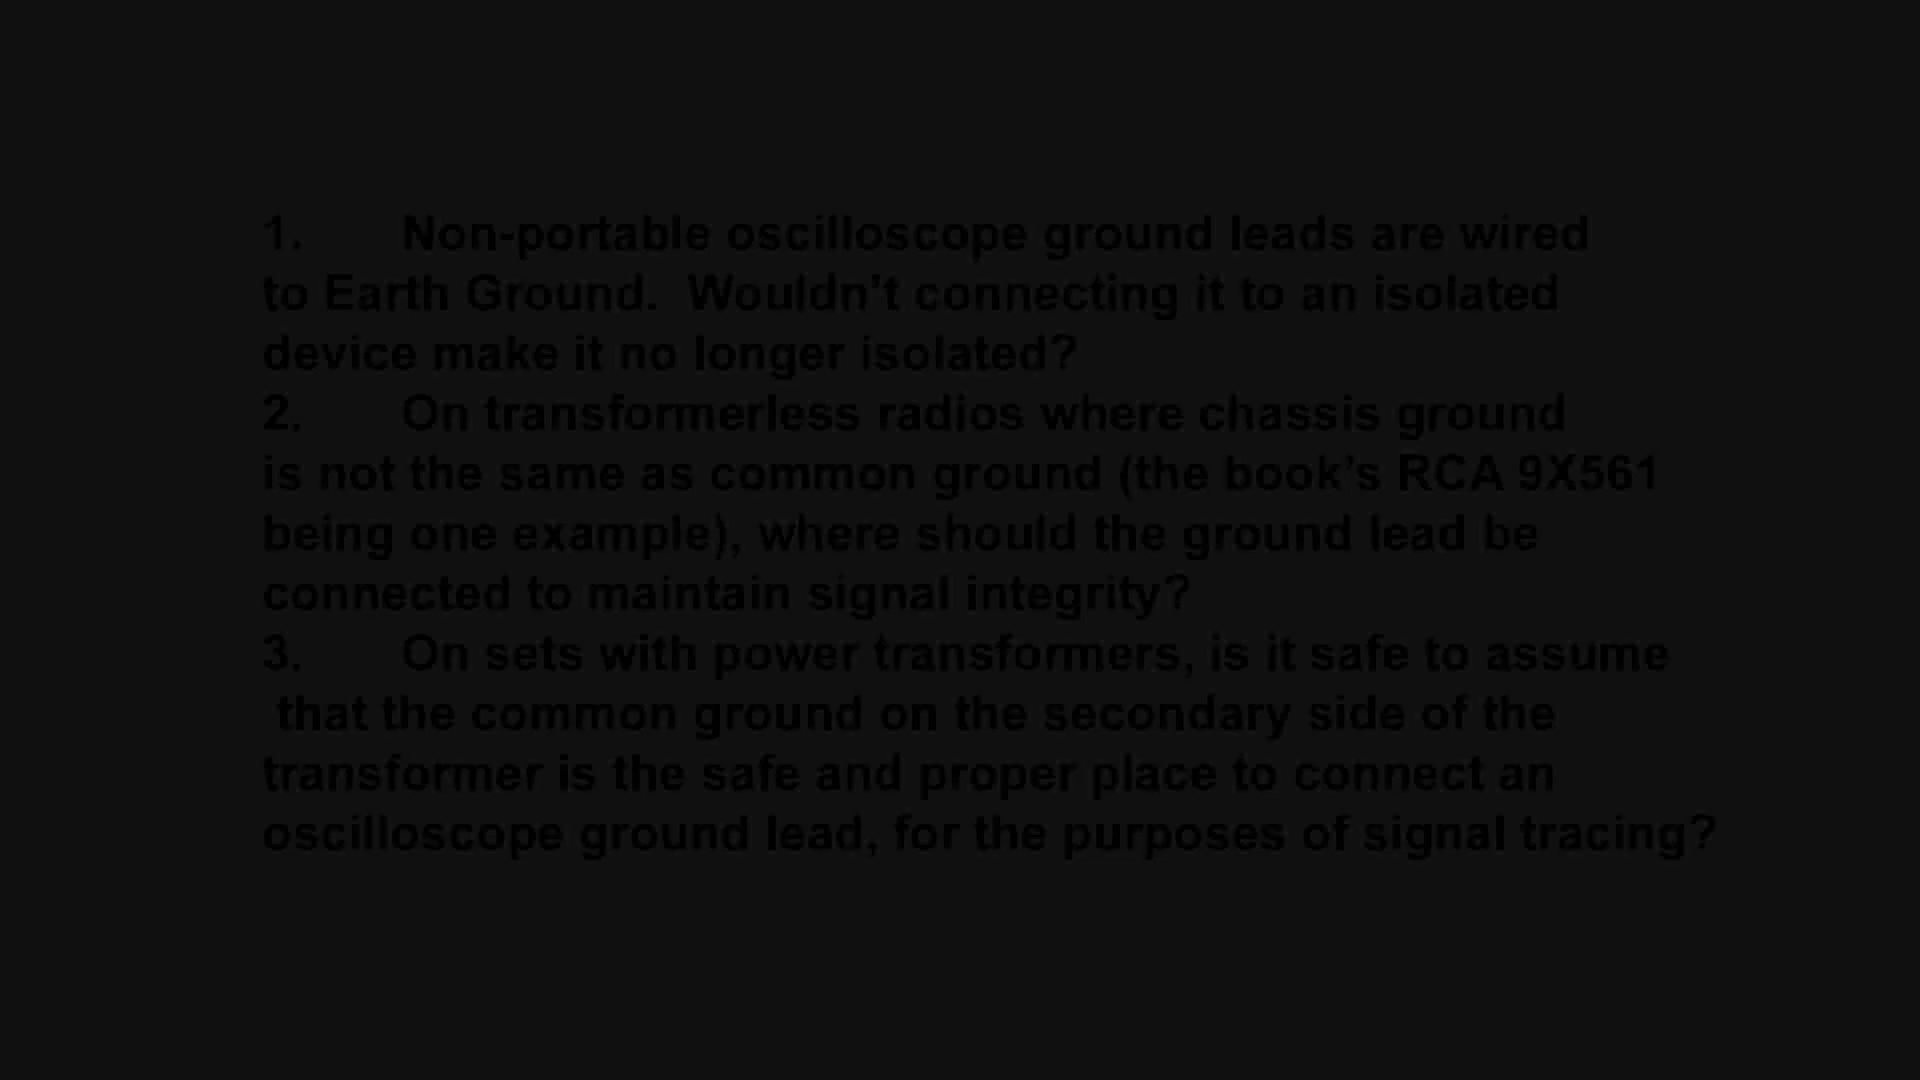 1. Non-portable oscilloscope ground leads are wired
to Earth Ground. Wouldn't connecting it to an isolated
device make it no longer isolated?
2. On transformerless radios where chassis ground
is not the same as common ground (the book’s RCA 9X561
being one example), where should the ground lead be
connected to maintain signal integrity?
3. On sets with power transformers, is it safe to assume
that the common ground on the secondary side of the
transformer is the safe and proper place to connect an
oscilloscope ground lead, for the purposes of signal tracing?